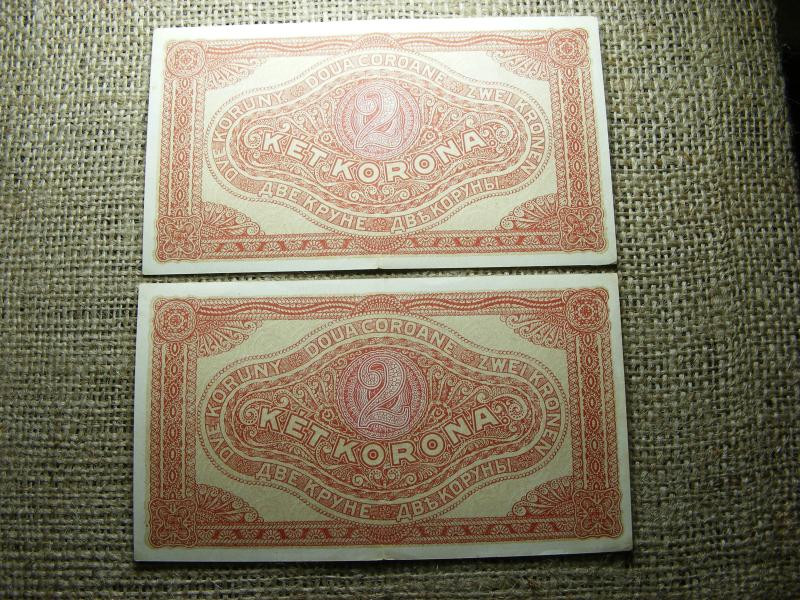 DVE KORUNY DOUA COROANE ZWEI KRONEN
2
KÉT KORONA
ДВЕ КРУНЕ ДВѢ КОРУНЫ
DVE KORUNY DOUA COROANE ZWEI KRONEN
2
KÉT KORONA
ДВЕ КРУНЕ ДВѢ КОРУНЫ